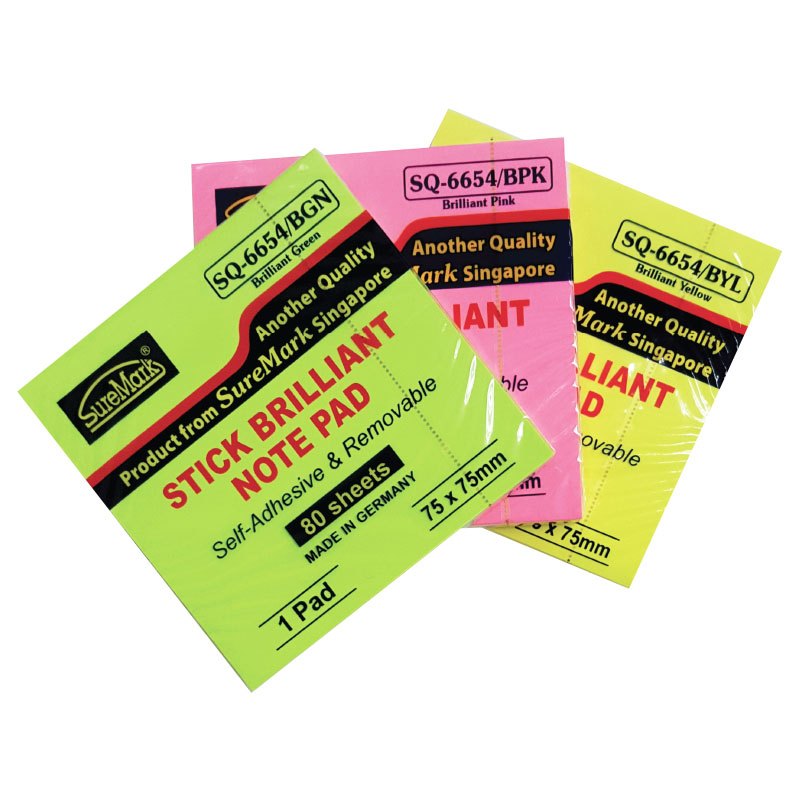 SQ-6654/BGN
Brilliant Green
SureMark®
Another Quality
Product from SureMark Singapore
STICK BRILLIANT
NOTE PAD
Self-Adhesive & Removable
80 sheets
MADE IN GERMANY
75 x 75mm
1 Pad
SQ-6654/BPK
Brilliant Pink
Another Quality
Mark Singapore
IANT
SQ-6654/BYL
Brilliant Yellow
Another Quality
Mark Singapore
LIANT
D
ovable
x 75mm